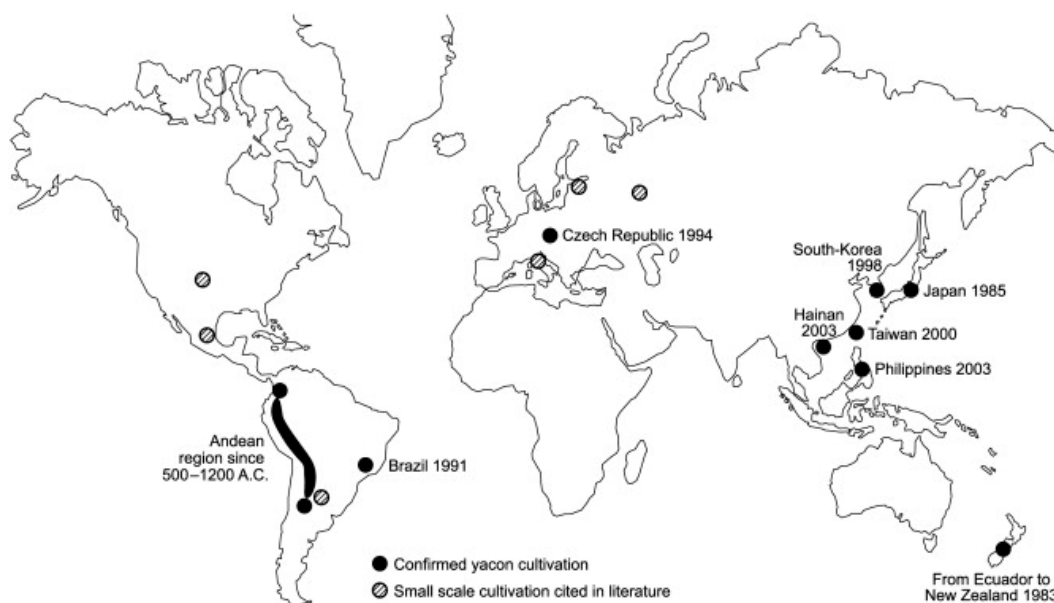 Czech Republic 1994
South-Korea
1998
Japan 1985
Hainan
2003
Taiwan 2000
Philippines 2003
Andean
region since
500–1200 A.C.
Brazil 1991
Confirmed yacon cultivation
Small scale cultivation cited in literature
From Ecuador to
New Zealand 1983